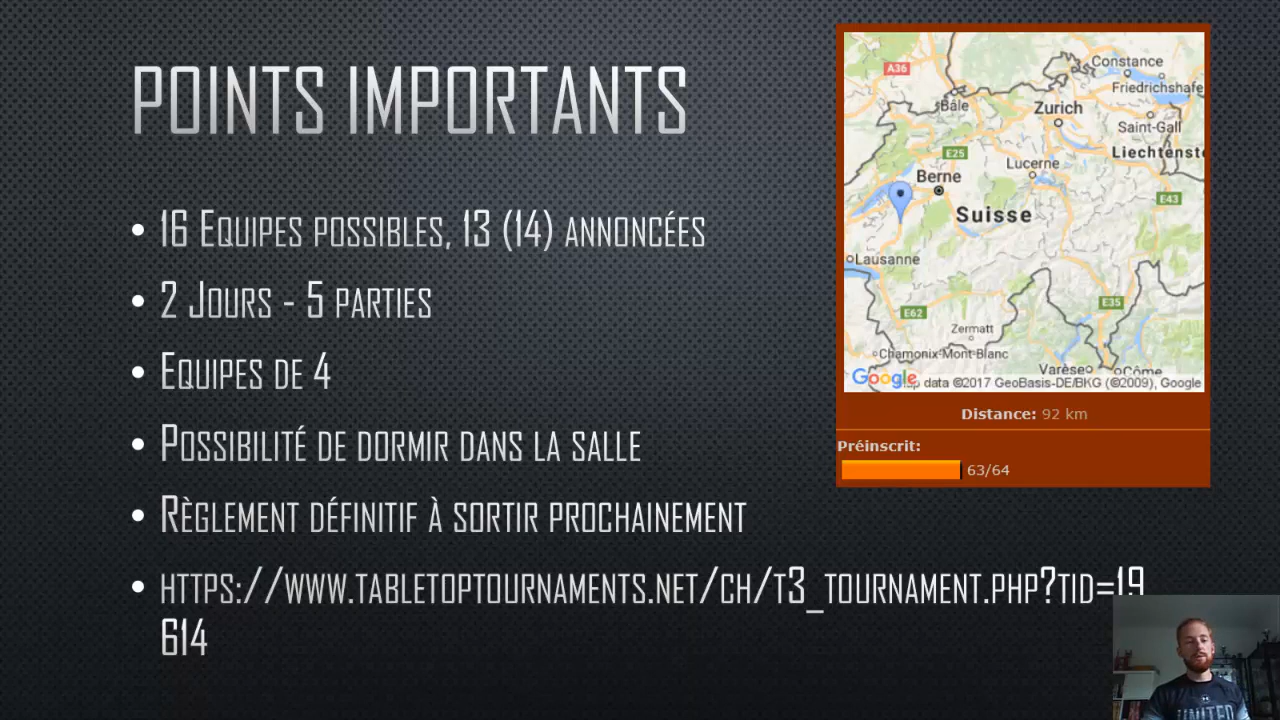 POINTS IMPORTANTS
• 16 EQUIPES POSSIBLES, 13 (14) ANNONCÉES
• 2 JOURS - 5 PARTIES
• EQUIPES DE 4
• POSSIBILITÉ DE DORMIR DANS LA SALLE
• RÈGLEMENT DÉFINITIF À SORTIR PROCHAINEMENT
• HTTPS://WWW.TABLETOPTOURNAMENTS.NET/CH/T3_TOURNAMENT.PHP?TID=19
614
A36
Constance
Friedrichshafe
Bâle
Zurich
Saint-Gall
E25
Liechtenst
Lucerne
Berne
E43
Suisse
Lausanne
E35
E62
Zermatt
Chamonix-Mont-Blanc
Varèse
Côme
Google
p data ©2017 GeoBasis-DE/BKG (©2009), Google
Distance: 92 km
Préinscrit:
63/64
UNITED